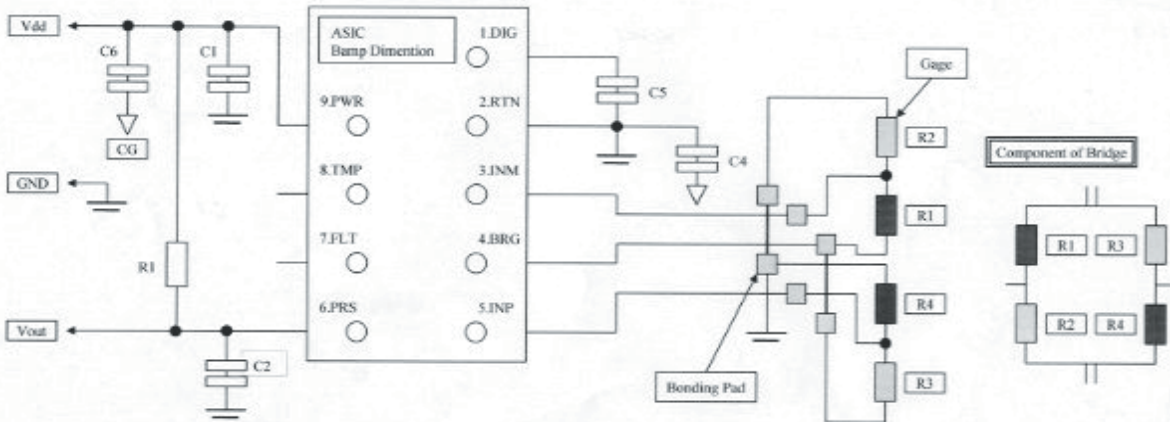 Vdd
C6
C1
CG
GND
R1
Vout
C2
ASIC
Bamp Dimention
1.DIG
9.PWR
2.RTN
8.TMP
3.INM
7.FLT
4.BRG
6.PRS
5.INP
C5
C4
Gage
R2
R1
R4
R3
Bonding Pad
Component of Bridge
R1
R3
R2
R4